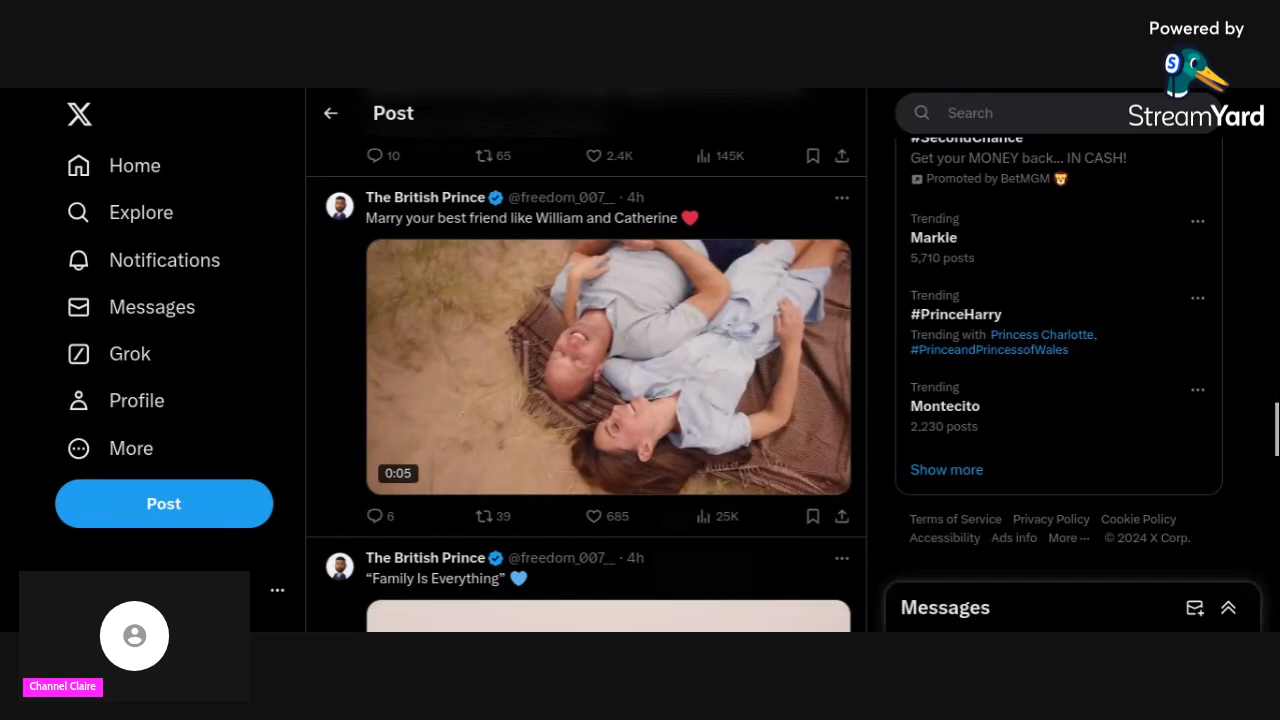 Powered by
StreamYard
Home
Explore
Notifications
Messages
Grok
Profile
More
Post
Channel Claire
Post
10
65
2.4K
145K
The British Prince @freedom_007__ · 4h
Marry your best friend like William and Catherine ❤️
0:05
6
39
685
25K
The British Prince @freedom_007__ · 4h
“Family Is Everything” 💙
Search
#SecondChance
Get your MONEY back... IN CASH!
Promoted by BetMGM 🦁
Trending
Markle
5,710 posts
Trending
#PrinceHarry
Trending with Princess Charlotte,
#PrinceandPrincessofWales
Trending
Montecito
2,230 posts
Show more
Terms of Service Privacy Policy Cookie Policy
Accessibility Ads info More ··· © 2024 X Corp.
Messages